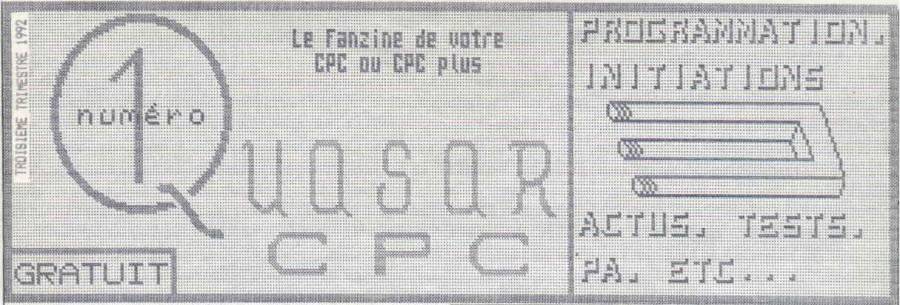 TROISIEME TRIMESTRE 1992
numéro
1
Le Fanzine de votre
CPC ou CPC plus
QUASAR
CPC
GRATUIT
PROGRAMMATION,
INITIATIONS
ACTUS, TESTS,
PA, ETC...